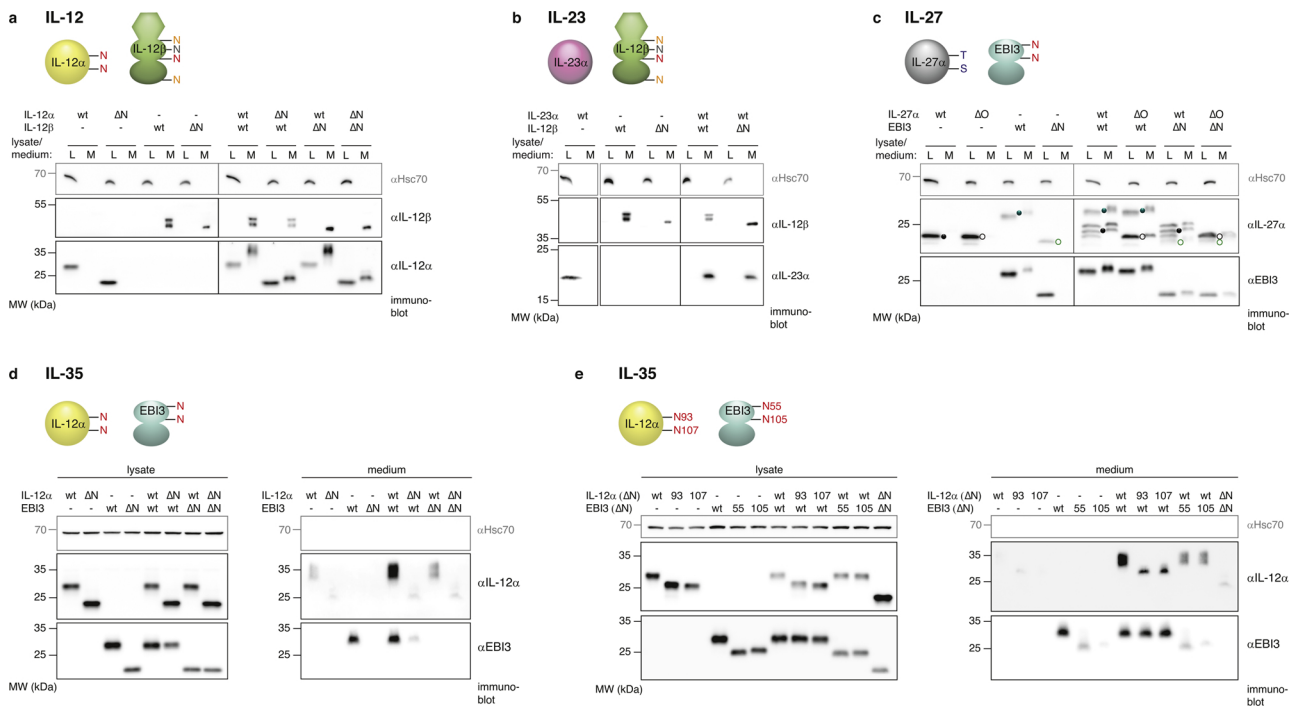 a IL-12
IL-12α N N
IL-12β N N N N
IL-12α wt ΔN - - wt ΔN wt ΔN
IL-12β - - wt ΔN wt wt ΔN ΔN
lysate/
medium: L M L M L M L M L M L M L M L M
70 αHsc70
55 αIL-12β
35 αIL-12α
25
MW (kDa) immuno-
blot
b IL-23
IL-23α
IL-12β N N N N
IL-23α wt - - wt wt
IL-12β - wt ΔN wt ΔN
lysate/
medium: L M L M L M L M L M
70 αHsc70
55 αIL-12β
35
25 αIL-23α
15
MW (kDa) immuno-
blot
c IL-27
IL-27α T S
EBI3 N N
IL-27α wt ΔO - - wt ΔO wt ΔO
EBI3 - - wt ΔN wt wt ΔN ΔN
lysate/
medium: L M L M L M L M L M L M L M L M
70 αHsc70
25 αIL-27α
25 αEBI3
MW (kDa) immuno-
blot
d IL-35
IL-12α N N
EBI3 N N
lysate
IL-12α wt ΔN - - wt ΔN wt ΔN
EBI3 - - wt ΔN wt wt ΔN ΔN
70
35
25
35
25
MW (kDa)
medium
IL-12α wt ΔN - - wt ΔN wt ΔN
EBI3 - - wt ΔN wt wt ΔN ΔN
70 αHsc70
35 αIL-12α
25
35 αEBI3
25
immuno-
blot
e IL-35
IL-12α N93 N107
EBI3 N55 N105
lysate
IL-12α (ΔN) wt 93 107 - - - wt 93 107 wt wt ΔN
EBI3 (ΔN) - - - wt 55 105 wt wt wt 55 105 ΔN
70
35
25
35
25
MW (kDa)
medium
IL-12α (ΔN) wt 93 107 - - - wt 93 107 wt wt ΔN
EBI3 (ΔN) - - - wt 55 105 wt wt wt 55 105 ΔN
70 αHsc70
35 αIL-12α
25
35 αEBI3
25
immuno-
blot